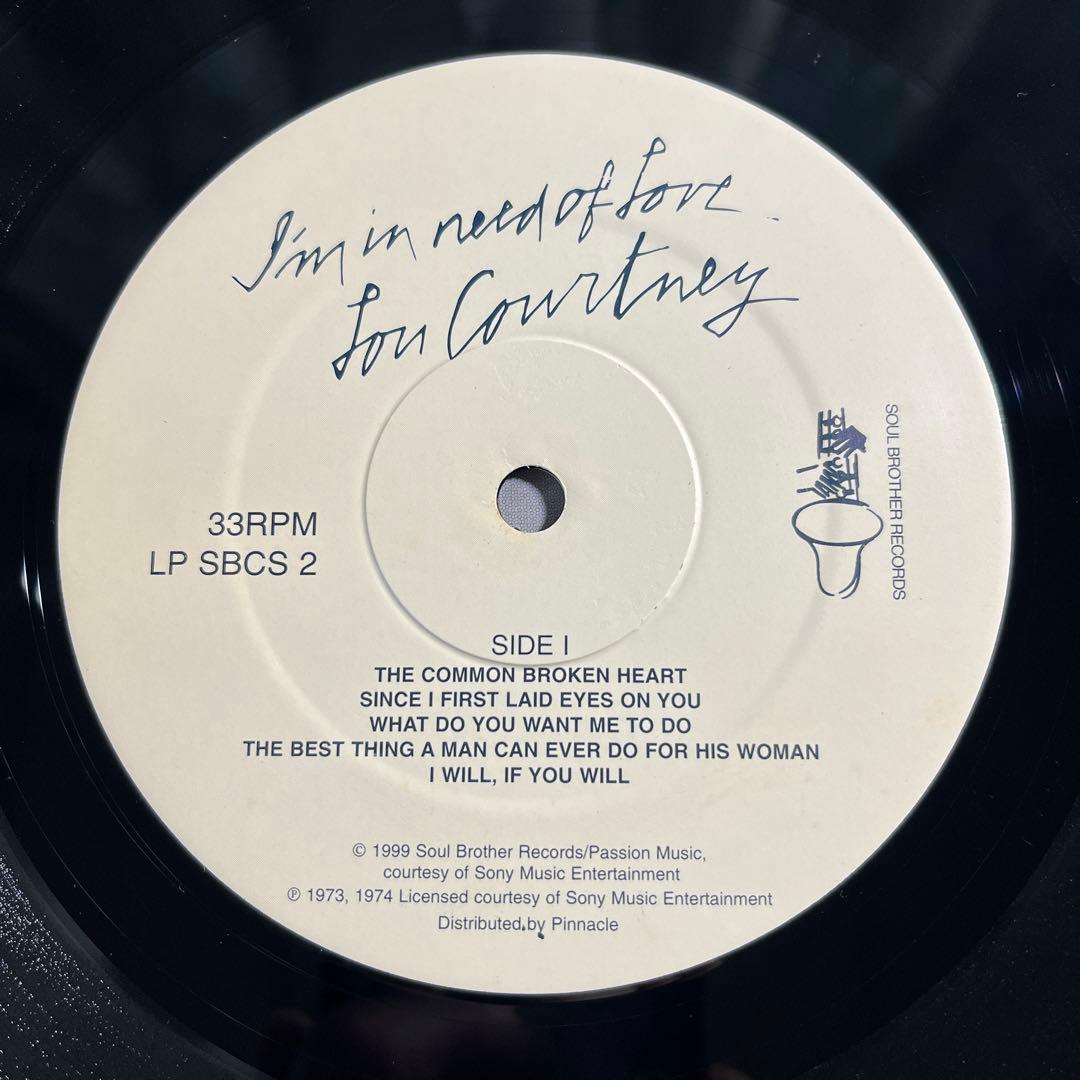 I'm in need of love
Lou Courtney
SOUL BROTHER RECORDS
33RPM
LP SBCS 2
SIDE I
THE COMMON BROKEN HEART
SINCE I FIRST LAID EYES ON YOU
WHAT DO YOU WANT ME TO DO
THE BEST THING A MAN CAN EVER DO FOR HIS WOMAN
I WILL, IF YOU WILL
© 1999 Soul Brother Records/Passion Music,
courtesy of Sony Music Entertainment
℗ 1973, 1974 Licensed courtesy of Sony Music Entertainment
Distributed by Pinnacle